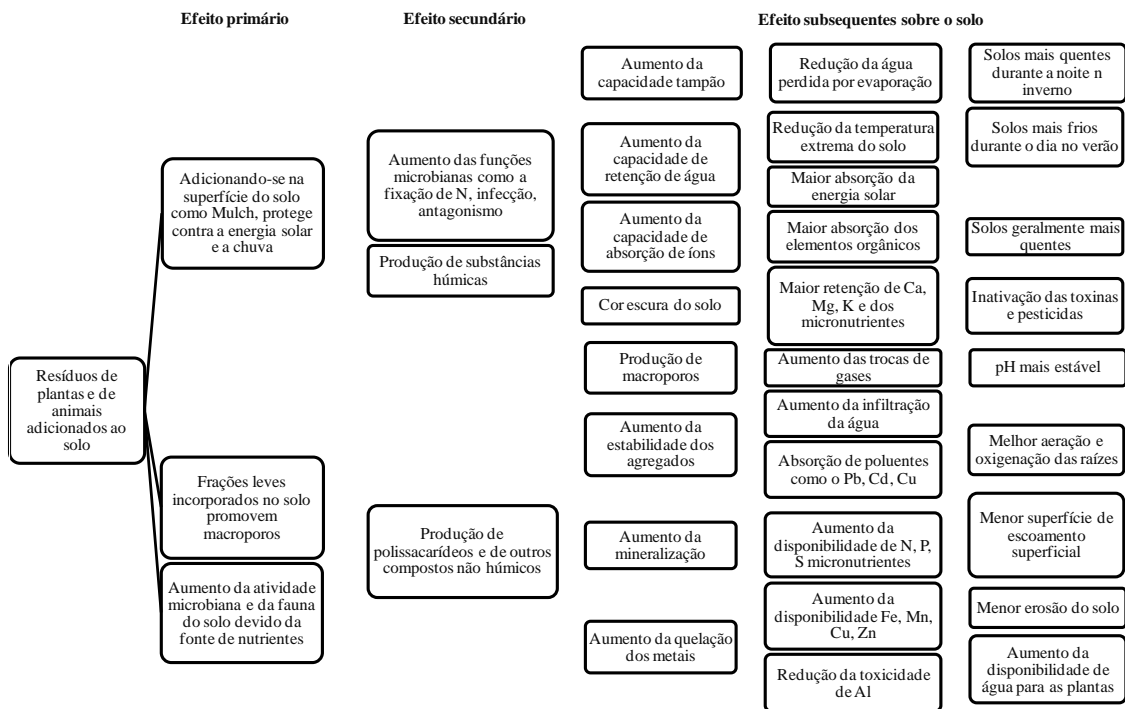 Efeito primário
Efeito secundário
Efeito subsequentes sobre o solo
Resíduos de
plantas e de
animais
adicionados ao
solo
Adicionando-se na
superfície do solo
como Mulch, protege
contra a energia solar
e a chuva
Frações leves
incorporados no solo
promovem
macroporos
Aumento da atividade
microbiana e da fauna
do solo devido da
fonte de nutrientes
Aumento das funções
microbianas como a
fixação de N, infecção,
antagonismo
Produção de substâncias
húmicas
Produção de
polissacarídeos e de outros
compostos não húmicos
Aumento da
capacidade tampão
Aumento da
capacidade de
retenção de água
Aumento da
capacidade de
absorção de íons
Cor escura do solo
Produção de
macroporos
Aumento da
estabilidade dos
agregados
Aumento da
mineralização
Aumento da quelação
dos metais
Redução da água
perdida por evaporação
Redução da temperatura
extrema do solo
Maior absorção da
energia solar
Maior absorção dos
elementos orgânicos
Maior retenção de Ca,
Mg, K e dos
micronutrientes
Aumento das trocas de
gases
Aumento da infiltração
da água
Absorção de poluentes
como o Pb, Cd, Cu
Aumento da
disponibilidade de N, P,
S micronutrientes
Aumento da
disponibilidade Fe, Mn,
Cu, Zn
Redução da toxicidade
de Al
Solos mais quentes
durante a noite n
inverno
Solos mais frios
durante o dia no verão
Solos geralmente mais
quentes
Inativação das toxinas
e pesticidas
pH mais estável
Melhor aeração e
oxigenação das raízes
Menor superfície de
escoamento
superficial
Menor erosão do solo
Aumento da
disponibilidade de
água para as plantas